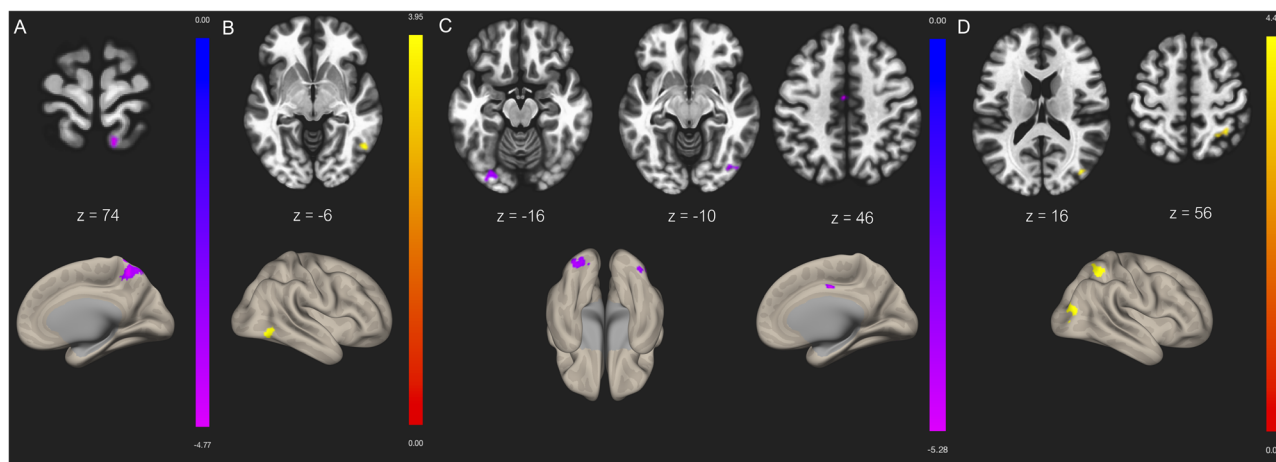 A
0.00
-4.77
z = 74
B
3.95
0.00
z = -6
C
z = -16
z = -10
z = 46
0.00
-5.28
D
z = 16
z = 56